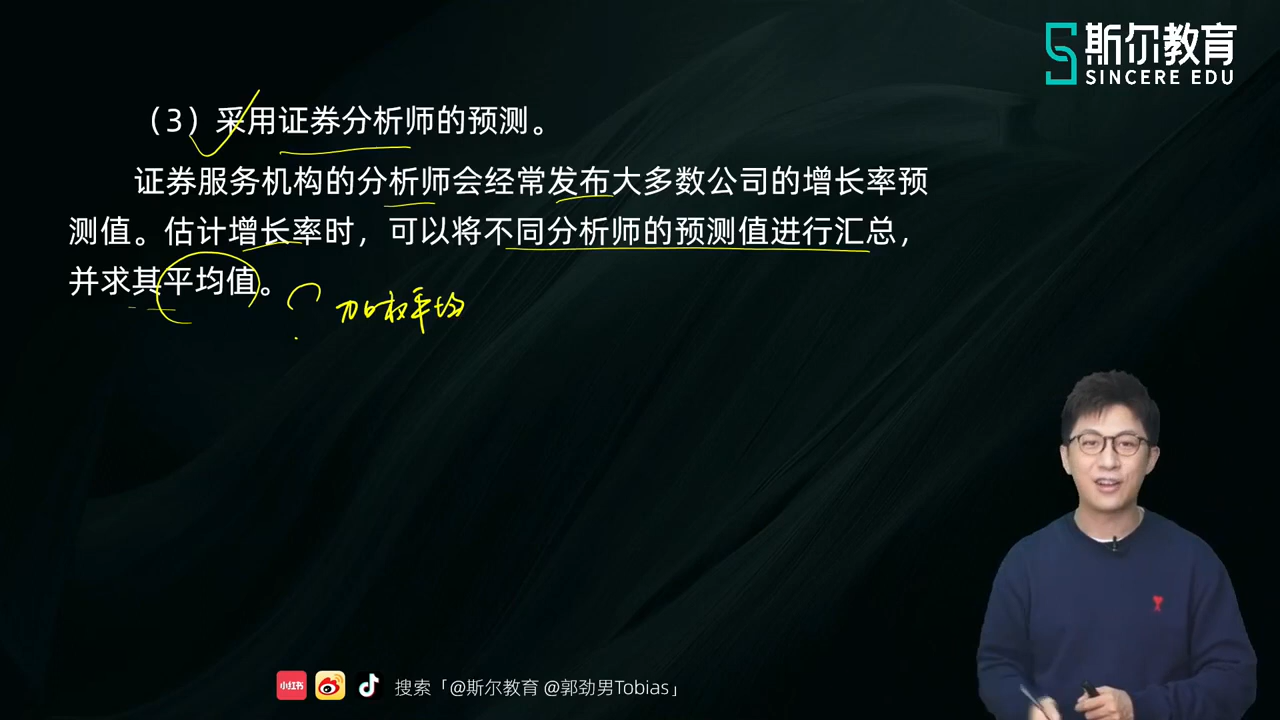 斯尔教育
SINCERE EDU
（3）采用证券分析师的预测。
证券服务机构的分析师会经常发布大多数公司的增长率预
测值。估计增长率时，可以将不同分析师的预测值进行汇总，
并求其平均值。
？加权平均
小红书
搜索「@斯尔教育 @郭劲男Tobias」